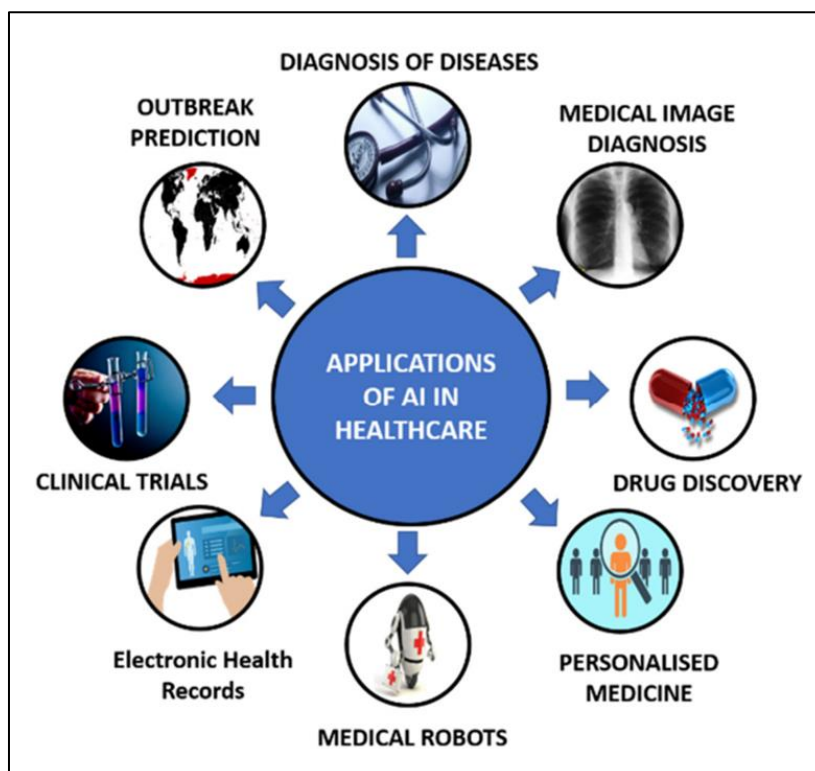 DIAGNOSIS OF DISEASES
OUTBREAK
PREDICTION
MEDICAL IMAGE
DIAGNOSIS
APPLICATIONS
OF AI IN
HEALTHCARE
CLINICAL TRIALS
DRUG DISCOVERY
Electronic Health
Records
PERSONALISED
MEDICINE
MEDICAL ROBOTS